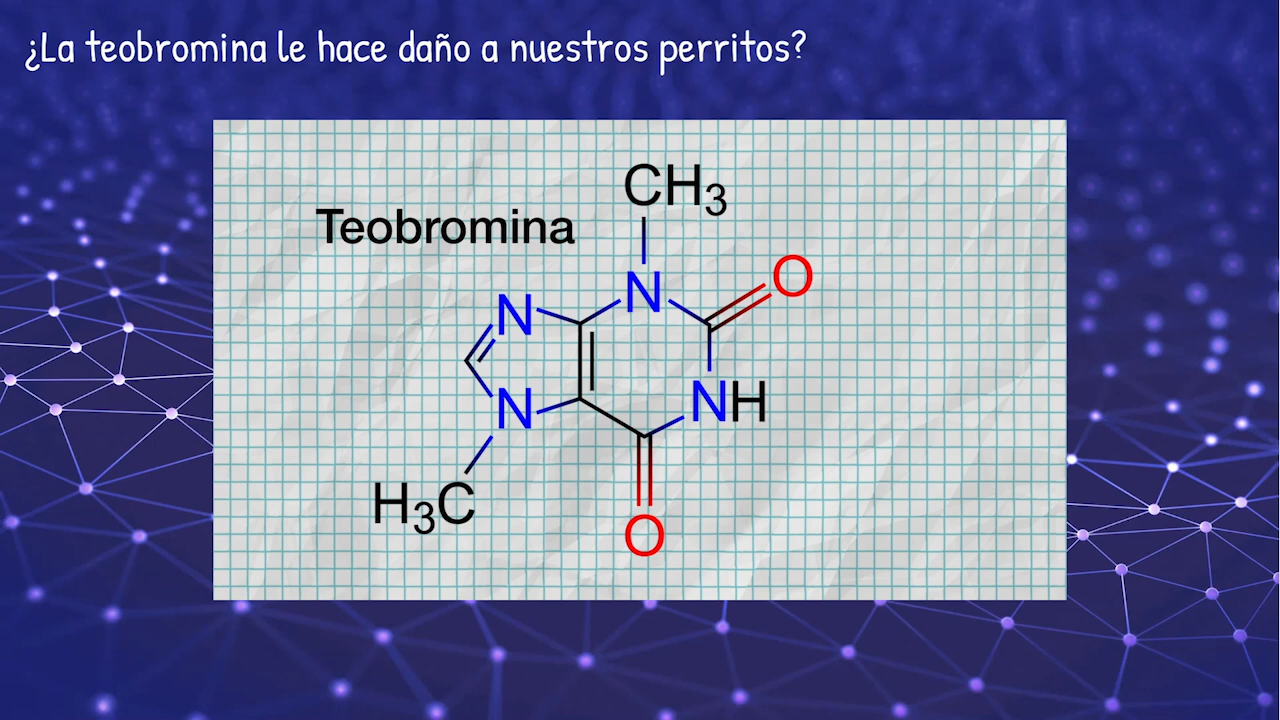 ¿La teobromina le hace daño a nuestros perritos?
CH3
Teobromina
O
N
N
N
NH
H3C
O